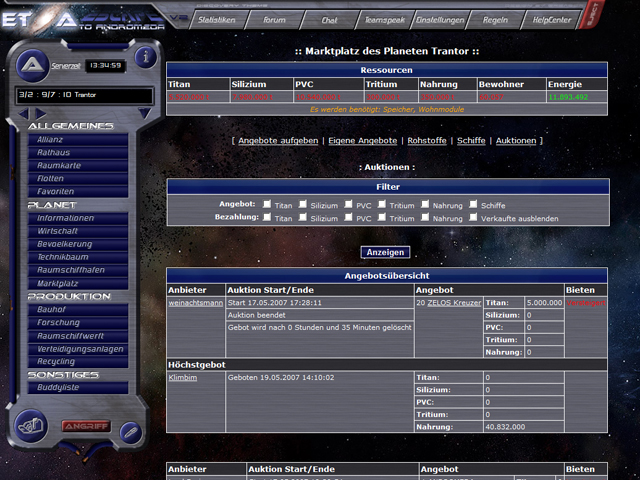 ETOA ESCAPE V2
TO ANDROMEDA
Statistiken Forum Chat Teamspeak Einstellungen Regeln HelpCenter EJECT
Serverzeit: 13:34:59
3/2 : 9/7 : 10 Trantor
ALLGEMEINES
Allianz
Rathaus
Raumkarte
Flotten
Favoriten
PLANET
Informationen
Wirtschaft
Bevoelkerung
Technikbaum
Raumschiffhafen
Marktplatz
PRODUKTION
Bauhof
Forschung
Raumschiffwerft
Verteidigungsanlagen
Recycling
SONSTIGES
Buddyliste
ANGRIFF
:: Marktplatz des Planeten Trantor ::
Ressourcen
Titan Silizium PVC Tritium Nahrung Bewohner Energie
11.893.492
Es werden benötigt: Speicher, Wohnmodule
[ Angebote aufgeben | Eigene Angebote | Rohstoffe | Schiffe | Auktionen ]
: Auktionen :
Filter
Angebot: Titan Silizium PVC Tritium Nahrung Schiffe
Bezahlung: Titan Silizium PVC Tritium Nahrung Verkaufte ausblenden
Anzeigen
Angebotsübersicht
Anbieter Auktion Start/Ende Angebot Bieten
weinachtsmann Start 17.05.2007 17:28:11 20 ZELOS Kreuzer Titan: 5.000.000 Versteigert
Auktion beendet Silizium: 0
Gebot wird nach 0 Stunden und 35 Minuten gelöscht PVC: 0
Tritium: 0
Nahrung: 0
Höchstgebot
Klimbim Geboten 19.05.2007 14:10:02 Titan: 0
Silizium: 0
PVC: 0
Tritium: 0
Nahrung: 40.832.000
Anbieter Auktion Start/Ende Angebot Bieten